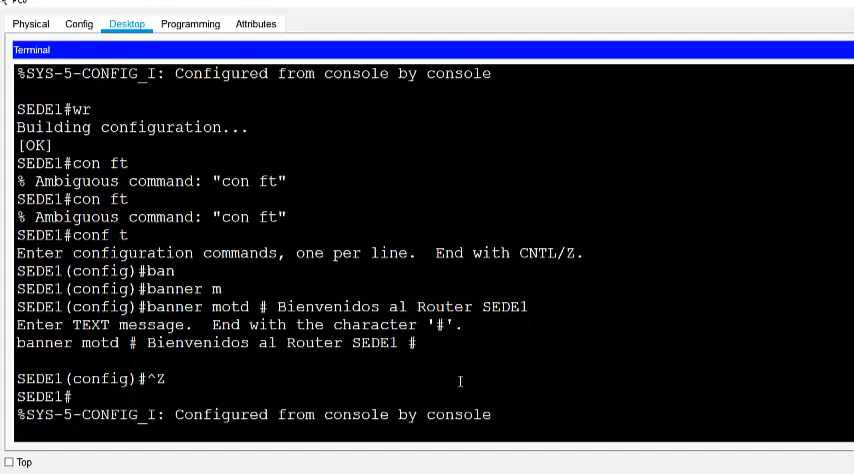 PC0
Physical Config Desktop Programming Attributes
Terminal
%SYS-5-CONFIG_I: Configured from console by console
SEDE1#wr
Building configuration...
[OK]
SEDE1#con ft
% Ambiguous command: "con ft"
SEDE1#con ft
% Ambiguous command: "con ft"
SEDE1#conf t
Enter configuration commands, one per line.  End with CNTL/Z.
SEDE1(config)#ban
SEDE1(config)#banner m
SEDE1(config)#banner motd # Bienvenidos al Router SEDE1
Enter TEXT message.  End with the character '#'.
banner motd # Bienvenidos al Router SEDE1 #
SEDE1(config)#^Z
SEDE1#
%SYS-5-CONFIG_I: Configured from console by console
Top